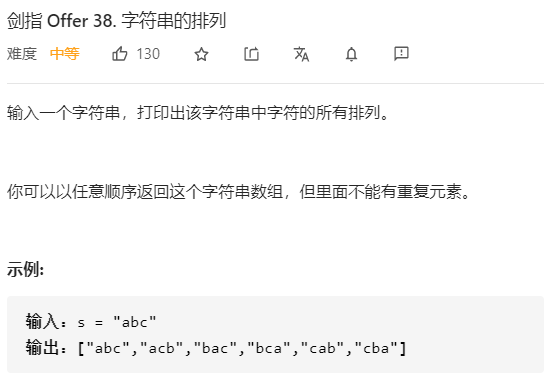 剑指 Offer 38. 字符串的排列
难度 中等 130
输入一个字符串，打印出该字符串中字符的所有排列。
你可以以任意顺序返回这个字符串数组，但里面不能有重复元素。
示例:
输入：s = "abc"
输出：["abc","acb","bac","bca","cab","cba"]